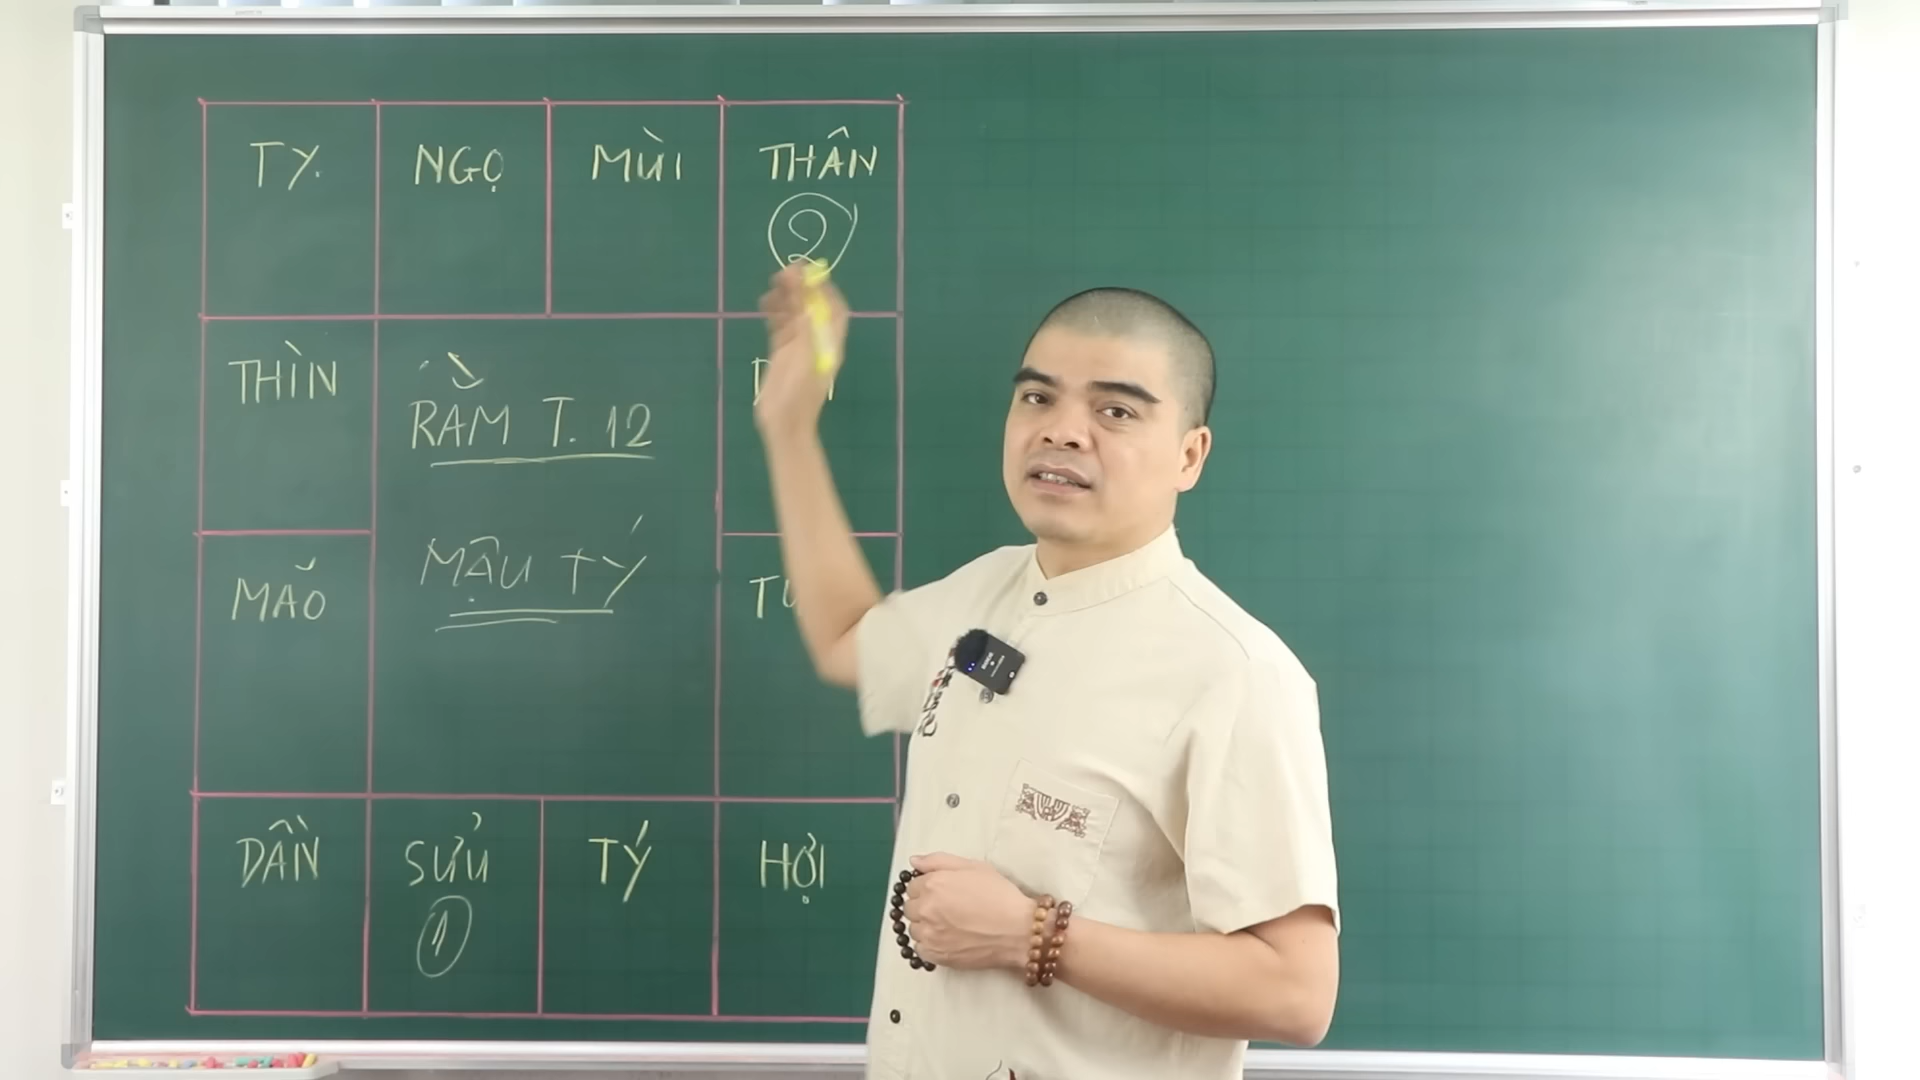 TỴ NGỌ MÙI THÂN
2
THÌN
RẰM T. 12
MẬU TÝ
MÃO
DẦN SỬU TÝ HỢI
1